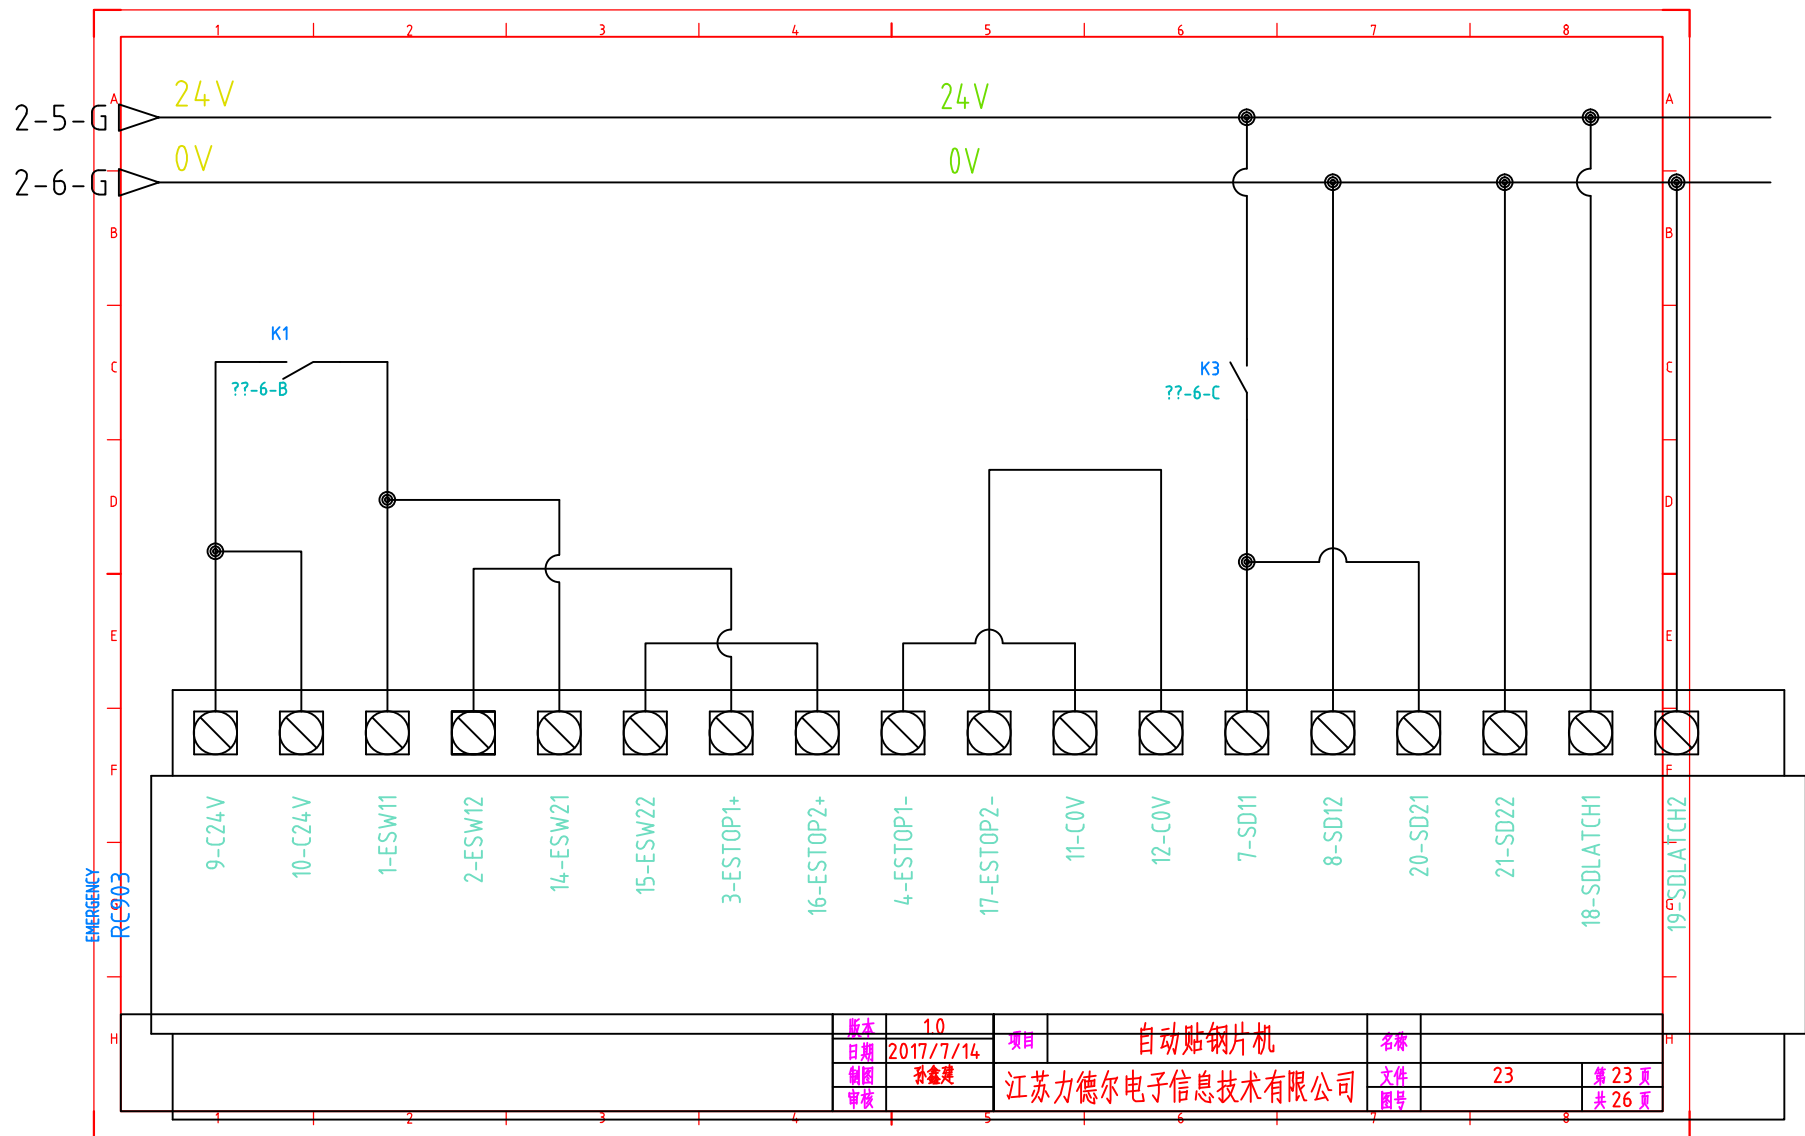 1 2 3 4 5 6 7 8
A 24V 24V A
2-5-G
0V 0V
2-6-G
B B
K1
C K3 C
??-6-B ??-6-C
D D
E E
F F
9-C24V
10-C24V
1-ESW11
2-ESW12
14-ESW21
15-ESW22
3-ESTOP1+
16-ESTOP2+
4-ESTOP1-
17-ESTOP2-
11-C0V
12-C0V
7-SD11
8-SD12
20-SD21
21-SD22
18-SDLATCH1
19-SDLATCH2
EMERGENCY
RC903
G G
H H
版本 1.0 项目 自动贴钢片机 名称
日期 2017/7/14
制图 孙鑫建 江苏力德尔电子信息技术有限公司 文件 23 第 23 页
审核 图号 共 26 页
1 2 3 4 5 6 7 8